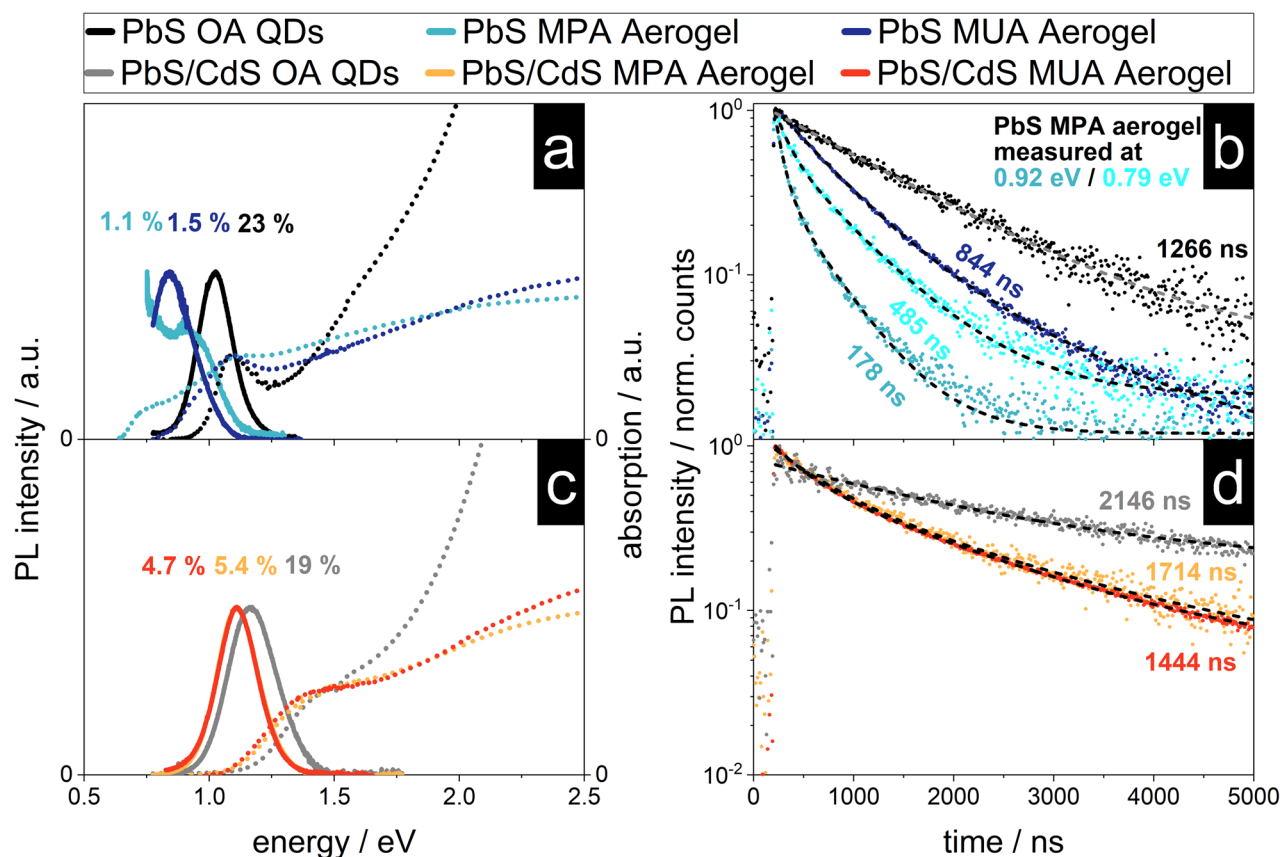 PbS OA QDs PbS MPA Aerogel PbS MUA Aerogel
PbS/CdS OA QDs PbS/CdS MPA Aerogel PbS/CdS MUA Aerogel
a
1.1 % 1.5 % 23 %
PL intensity / a.u.
0
0
absorption / a.u.
b
PbS MPA aerogel
measured at
0.92 eV / 0.79 eV
10⁰
10⁻¹
1266 ns
844 ns
485 ns
178 ns
PL intensity / norm. counts
c
4.7 % 5.4 % 19 %
0
0
0.5 1.0 1.5 2.0 2.5
energy / eV
d
10⁰
10⁻¹
10⁻²
2146 ns
1714 ns
1444 ns
0 1000 2000 3000 4000 5000
time / ns